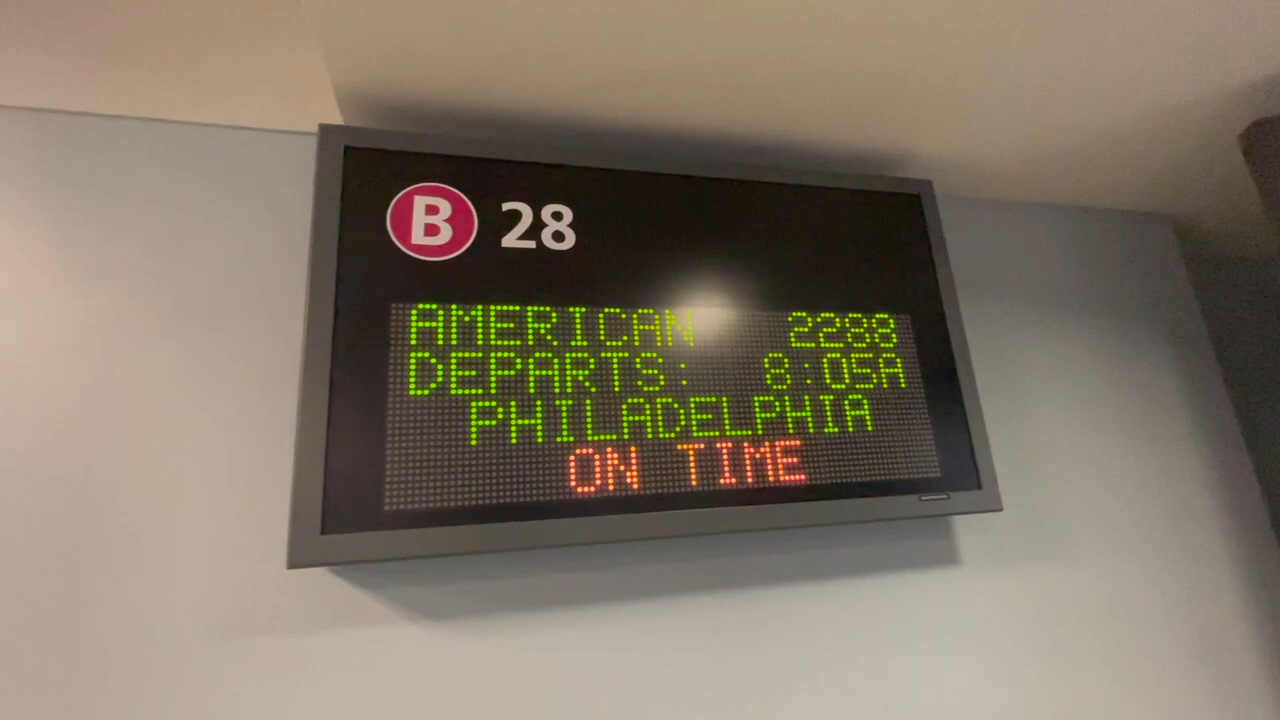 B 28
AMERICAN 2288
DEPARTS: 8:05A
PHILADELPHIA
ON TIME